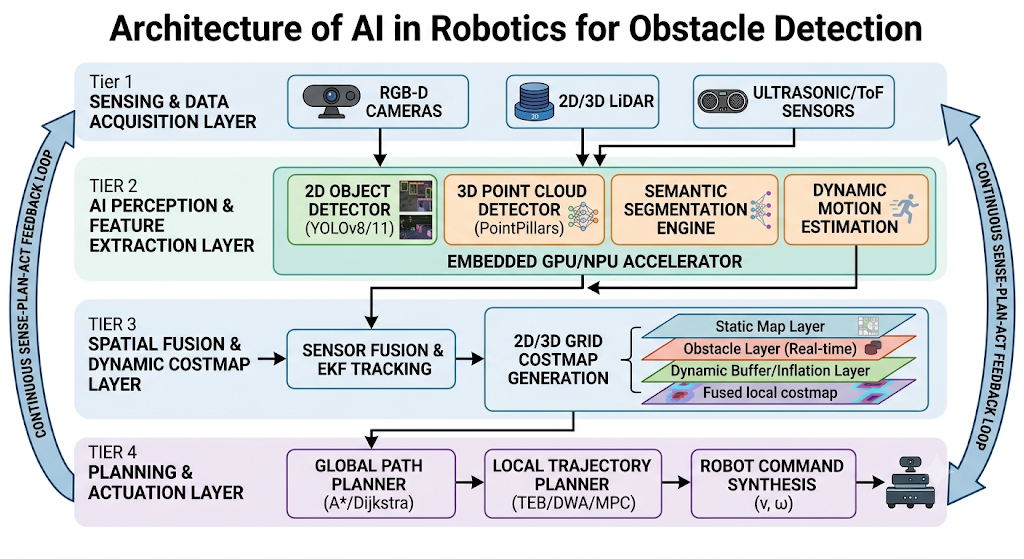 Architecture of AI in Robotics for Obstacle Detection
Tier 1
SENSING & DATA
ACQUISITION LAYER
RGB-D
CAMERAS
2D/3D LiDAR
ULTRASONIC/ToF
SENSORS
TIER 2
AI PERCEPTION &
FEATURE
EXTRACTION LAYER
2D OBJECT
DETECTOR
(YOLOv8/11)
3D POINT CLOUD
DETECTOR
(PointPillars)
SEMANTIC
SEGMENTATION
ENGINE
DYNAMIC
MOTION
ESTIMATION
EMBEDDED GPU/NPU ACCELERATOR
TIER 3
SPATIAL FUSION &
DYNAMIC COSTMAP
LAYER
SENSOR FUSION &
EKF TRACKING
2D/3D GRID
COSTMAP
GENERATION
Static Map Layer
Obstacle Layer (Real-time)
Dynamic Buffer/Inflation Layer
Fused local costmap
TIER 4
PLANNING &
ACTUATION LAYER
GLOBAL PATH
PLANNER
(A*/Dijkstra)
LOCAL TRAJECTORY
PLANNER
(TEB/DWA/MPC)
ROBOT COMMAND
SYNTHESIS
(v, ω)
CONTINUOUS SENSE-PLAN-ACT FEEDBACK LOOP
CONTINUOUS SENSE-PLAN-ACT FEEDBACK LOOP